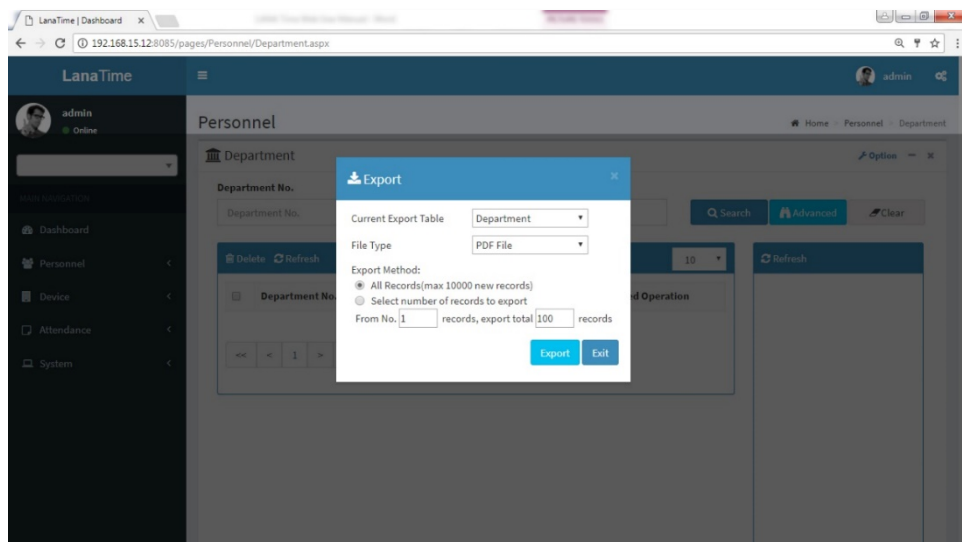 LanaTime | Dashboard
192.168.15.12:8085/pages/Personnel/Department.aspx
LanaTime
admin
admin
Online
Personnel
Home
Personnel
Department
Department
Option
Department No.
Department No.
Search
Advanced
Clear
MAIN NAVIGATION
Dashboard
Personnel
Device
Attendance
System
Delete
Refresh
10
Refresh
Department No.
d Operation
<< < 1 >
Export
Current Export Table Department
File Type PDF File
Export Method:
All Records(max 10000 new records)
Select number of records to export
From No. 1 records, export total 100 records
Export Exit